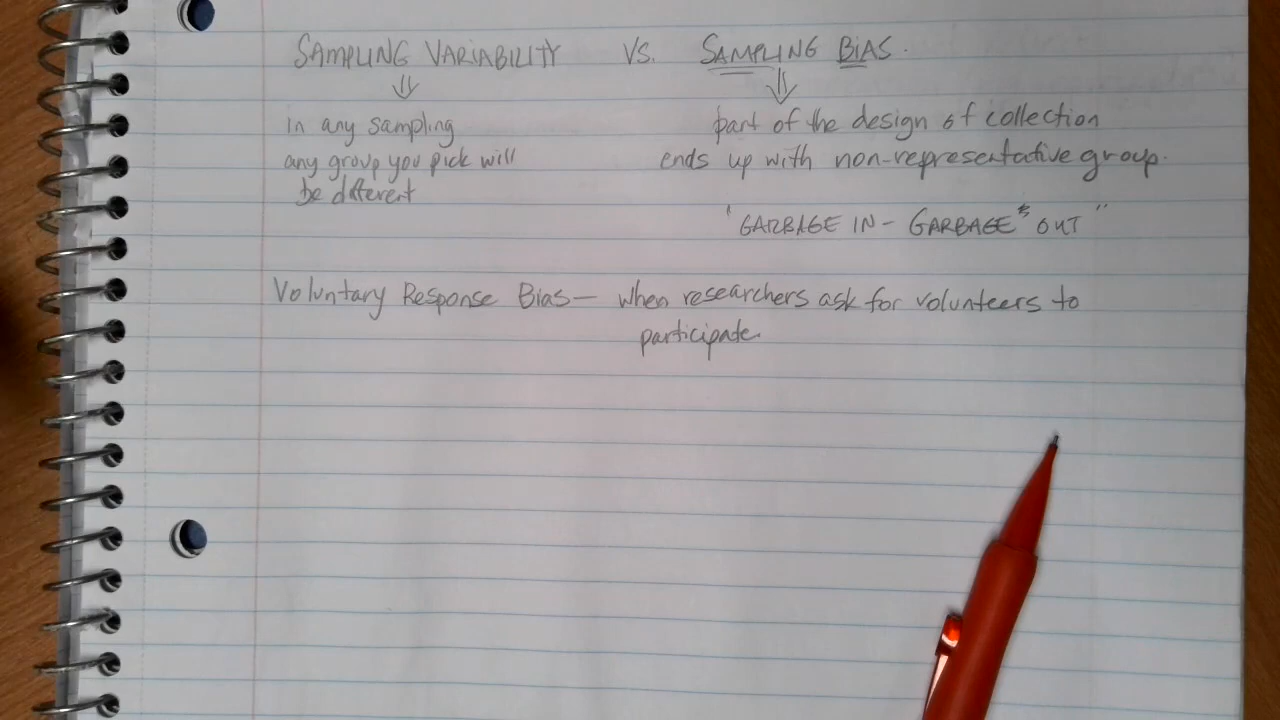 SAMPLING VARIABILITY VS. SAMPLING BIAS.
in any sampling
any group you pick will
be different
part of the design of collection
ends up with non-representative group.
"GARBAGE IN - GARBAGE OUT"
Voluntary Response Bias - when researchers ask for volunteers to
participate.